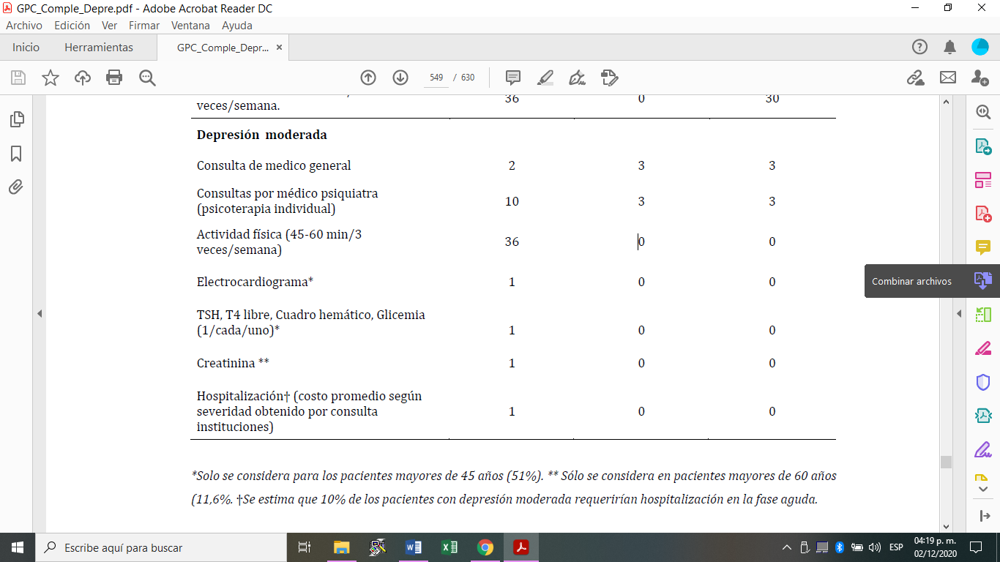 GPC_Comple_Depre.pdf - Adobe Acrobat Reader DC
Archivo Edición Ver Firmar Ventana Ayuda
Inicio Herramientas GPC_Comple_Depr... ×
549 / 630
veces/semana. 36 0 30
Depresión moderada
Consulta de medico general 2 3 3
Consultas por médico psiquiatra
(psicoterapia individual) 10 3 3
Actividad física (45-60 min/3
veces/semana) 36 0 0
Electrocardiograma* 1 0 0
TSH, T4 libre, Cuadro hemático, Glicemia
(1/cada/uno)* 1 0 0
Creatinina ** 1 0 0
Hospitalización† (costo promedio según
severidad obtenido por consulta
instituciones) 1 0 0
*Solo se considera para los pacientes mayores de 45 años (51%). ** Sólo se considera en pacientes mayores de 60 años
(11,6%. †Se estima que 10% de los pacientes con depresión moderada requerirían hospitalización en la fase aguda.
Combinar archivos
Escribe aquí para buscar
ESP
04:19 p. m.
02/12/2020